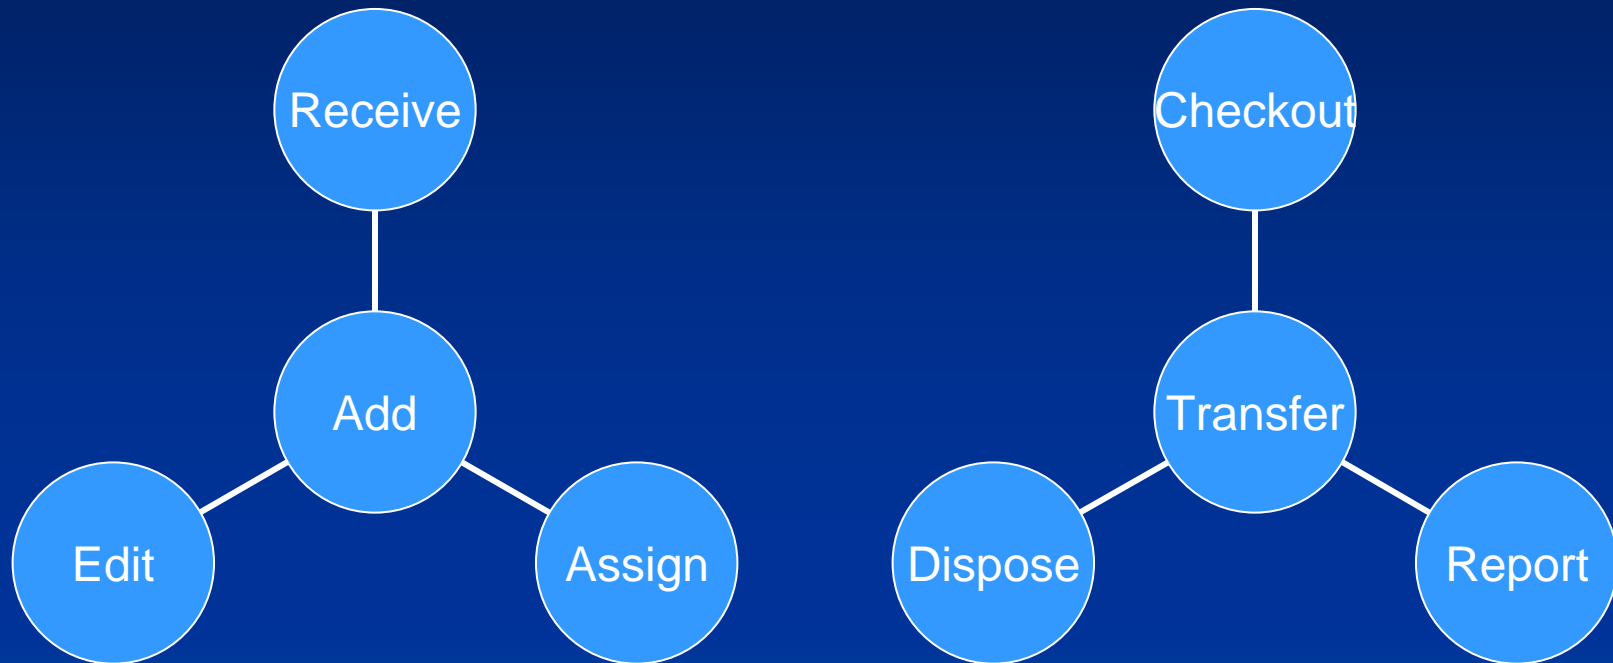 Receive
Add
Edit
Assign
Checkout
Transfer
Dispose
Report